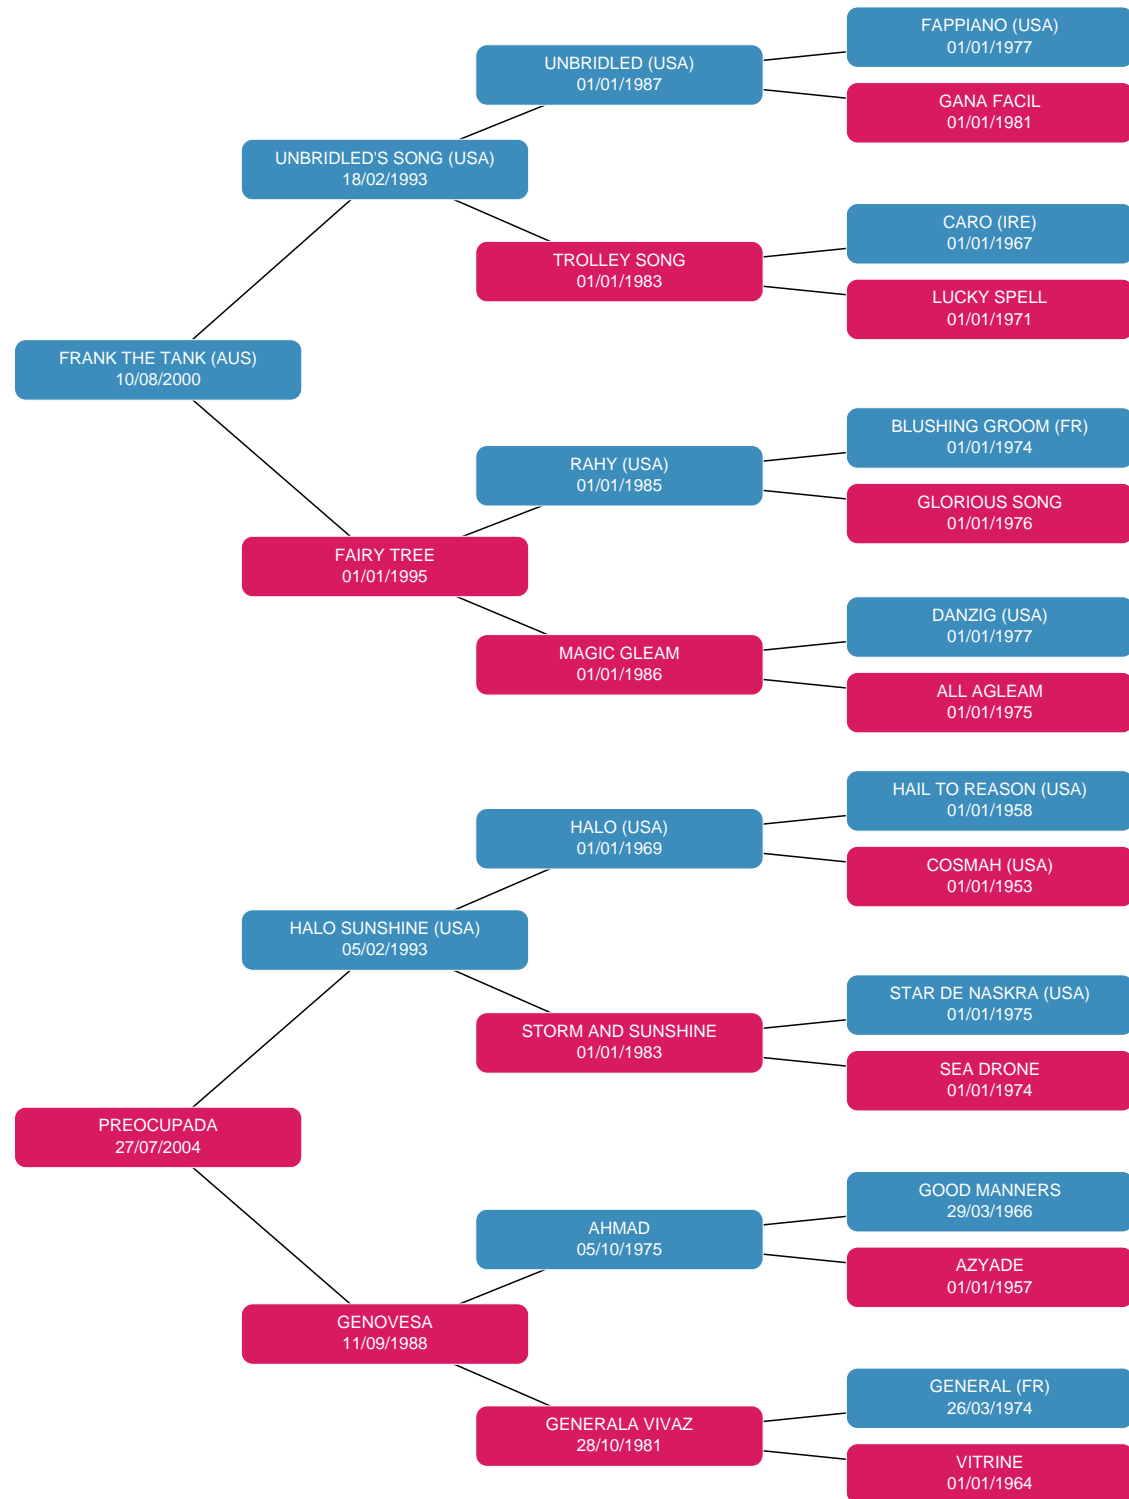 FAPPIANO (USA)
01/01/1977
UNBRIDLED (USA)
01/01/1987
GANA FACIL
01/01/1981
UNBRIDLED'S SONG (USA)
18/02/1993
CARO (IRE)
01/01/1967
TROLLEY SONG
01/01/1983
LUCKY SPELL
01/01/1971
FRANK THE TANK (AUS)
10/08/2000
BLUSHING GROOM (FR)
01/01/1974
RAHY (USA)
01/01/1985
GLORIOUS SONG
01/01/1976
FAIRY TREE
01/01/1995
DANZIG (USA)
01/01/1977
MAGIC GLEAM
01/01/1986
ALL AGLEAM
01/01/1975
HAIL TO REASON (USA)
01/01/1958
HALO (USA)
01/01/1969
COSMAH (USA)
01/01/1953
HALO SUNSHINE (USA)
05/02/1993
STAR DE NASKRA (USA)
01/01/1975
STORM AND SUNSHINE
01/01/1983
SEA DRONE
01/01/1974
PREOCUPADA
27/07/2004
GOOD MANNERS
29/03/1966
AHMAD
05/10/1975
AZYADE
01/01/1957
GENOVESA
11/09/1988
GENERAL (FR)
26/03/1974
GENERALA VIVAZ
28/10/1981
VITRINE
01/01/1964